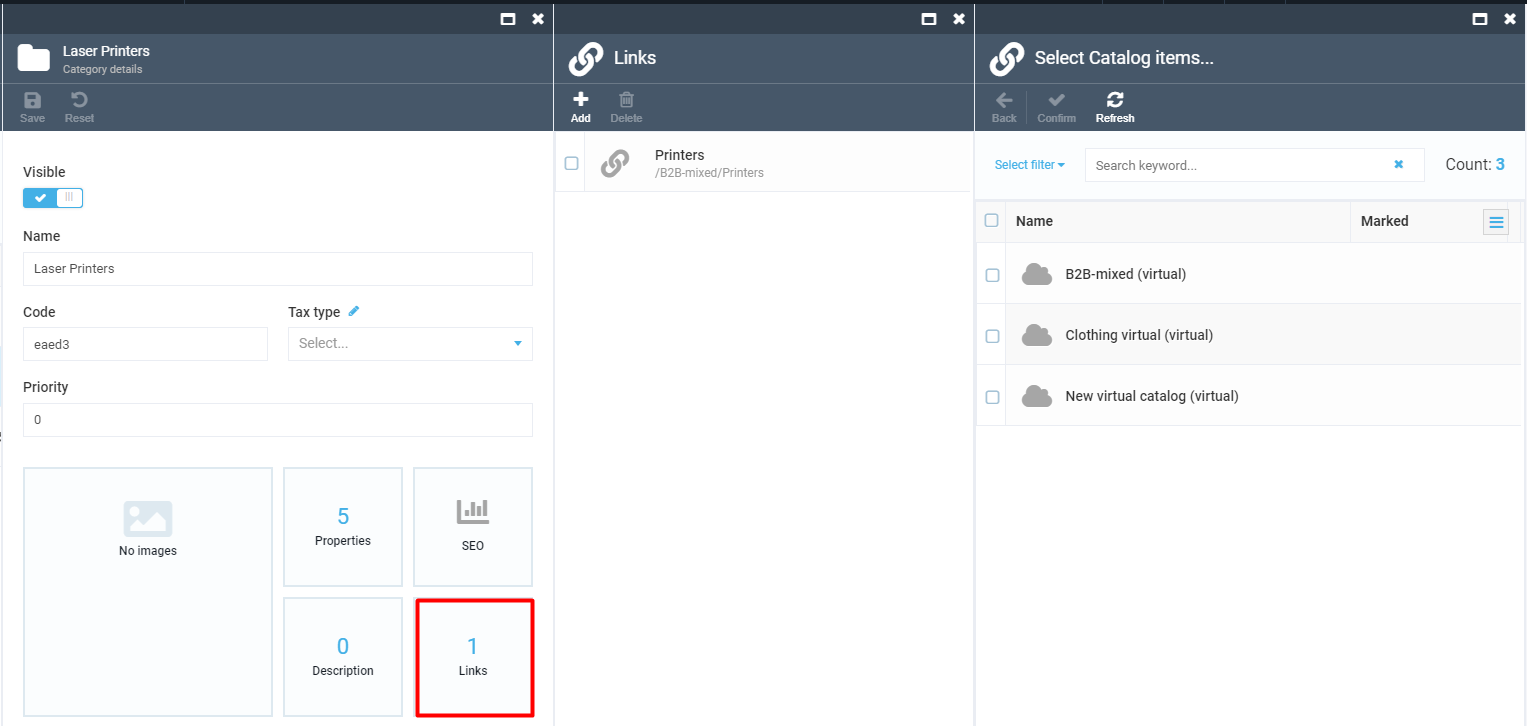 Laser Printers
Category details
Save
Reset
Visible
Name
Laser Printers
Code
Tax type
eaed3
Select...
Priority
0
No images
5
Properties
SEO
0
Description
1
Links
Links
Add
Delete
Printers
/B2B-mixed/Printers
Select Catalog items...
Back
Confirm
Refresh
Select filter
Search keyword...
Count: 3
Name
Marked
B2B-mixed (virtual)
Clothing virtual (virtual)
New virtual catalog (virtual)